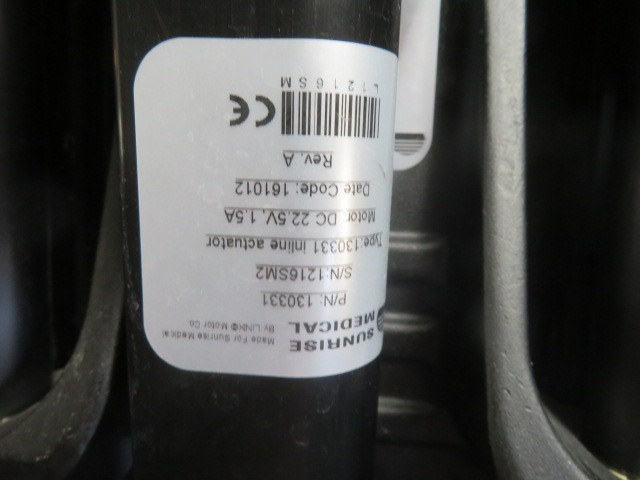 SUNRISE
MEDICAL
Made For Sunrise Medical
By LINIX® Motor Co.
P/N: 130331
S/N:1216SM2
Type:130331 inline actuator
Motor DC 22.5V, 1.5A
Date Code: 161012
Rev. A
CE
L1216SM